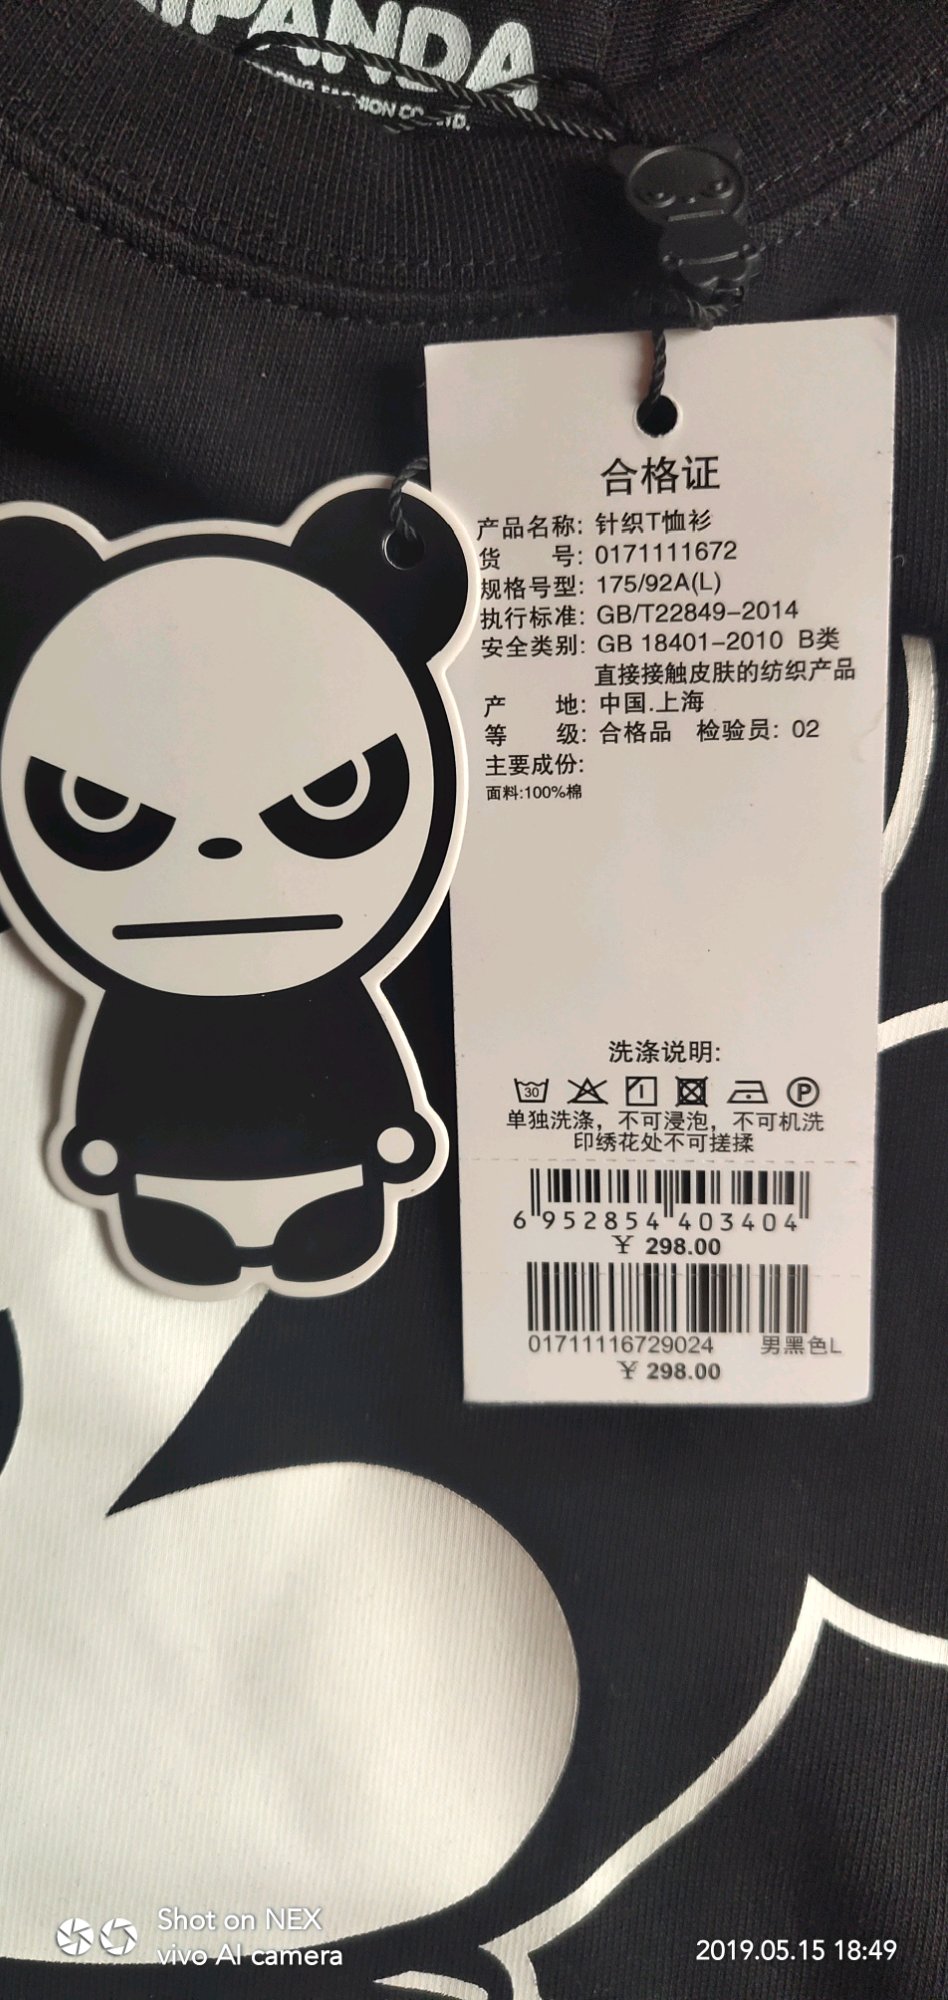 IPANDA
FASHION CO., LTD.
合格证
产品名称: 针织T恤衫
货 号: 0171111672
规格号型: 175/92A(L)
执行标准: GB/T22849-2014
安全类别: GB 18401-2010 B类
直接接触皮肤的纺织产品
产 地: 中国.上海
等 级: 合格品 检验员: 02
主要成份:
面料:100%棉
洗涤说明:
30 P
单独洗涤，不可浸泡，不可机洗
印绣花处不可搓揉
6 952854 403404
¥ 298.00
01711116729024 男黑色L
¥ 298.00
Shot on NEX
vivo AI camera
2019.05.15 18:49